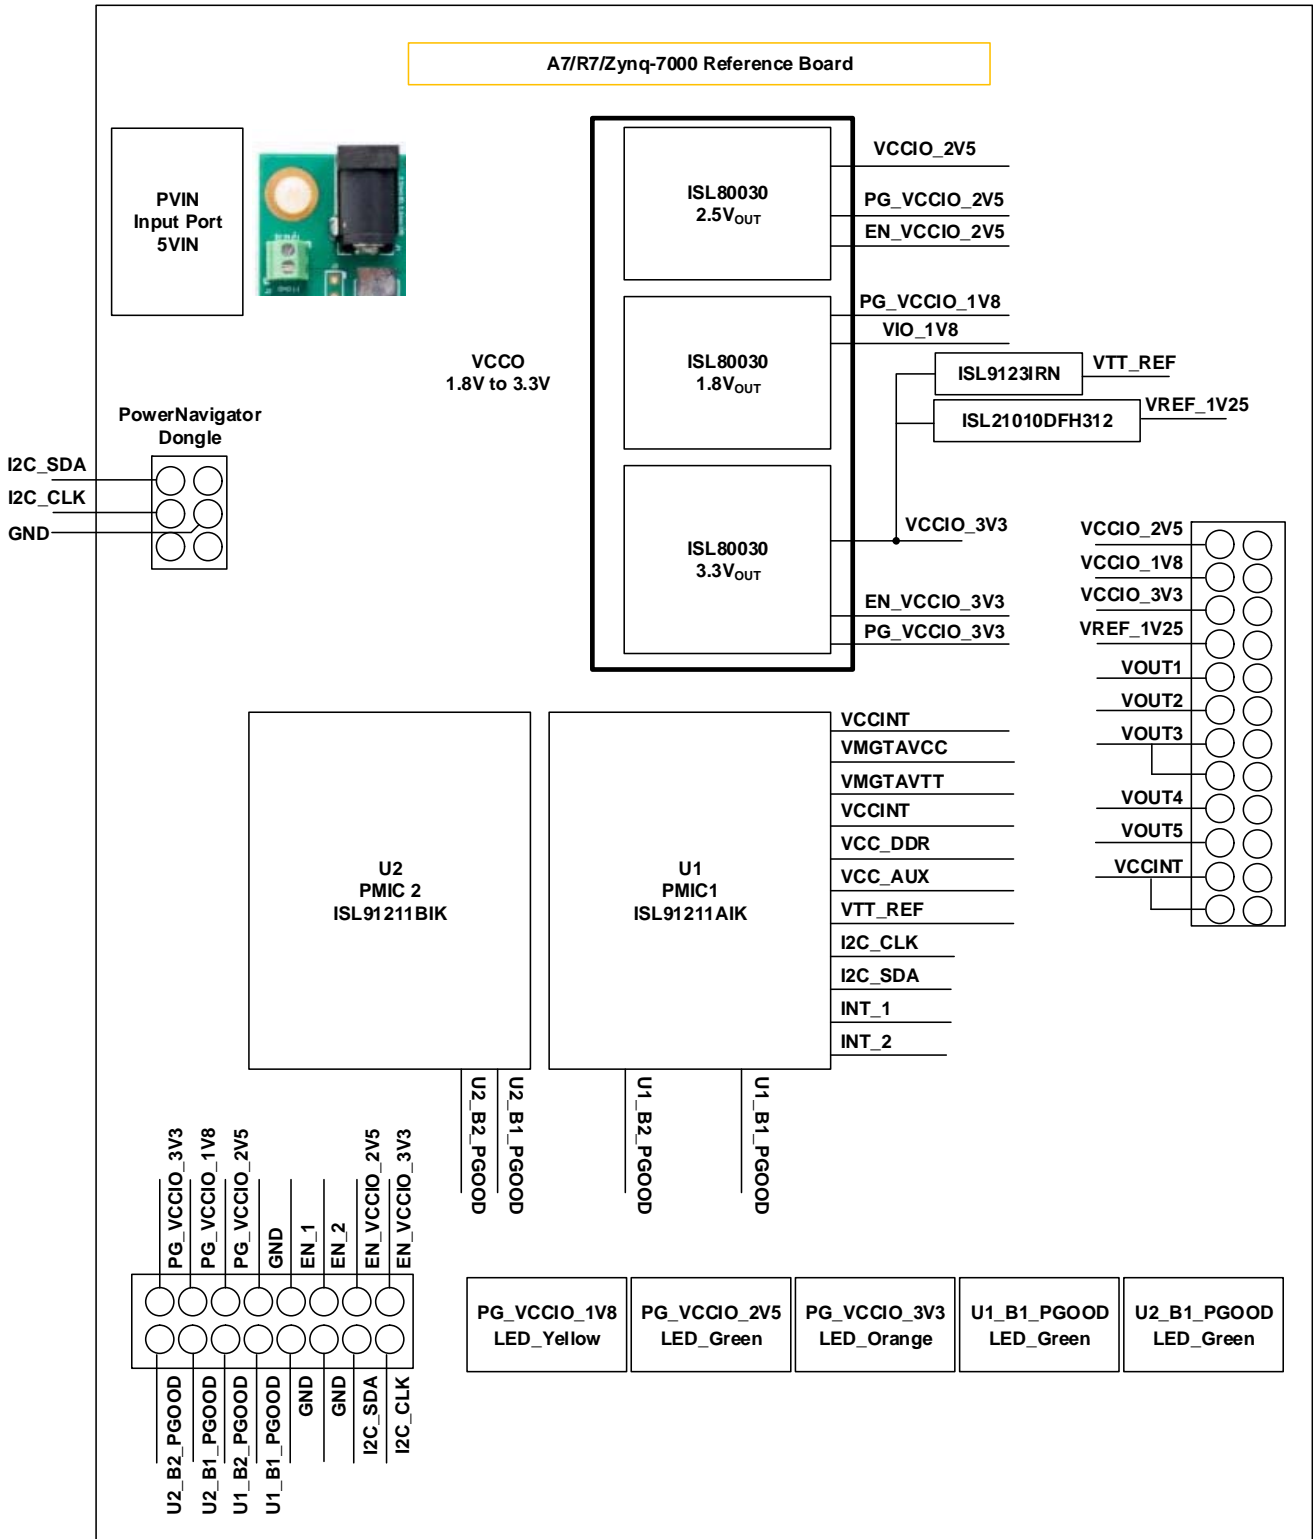 A7/R7/Zynq-7000 Reference Board
PVIN
Input Port
5VIN
ISL80030
2.5VOUT
VCCIO_2V5
PG_VCCIO_2V5
EN_VCCIO_2V5
VCCO
1.8V to 3.3V
ISL80030
1.8VOUT
PG_VCCIO_1V8
VIO_1V8
ISL9123IRN
VTT_REF
ISL21010DFH312
VREF_1V25
PowerNavigator
Dongle
I2C_SDA
I2C_CLK
GND
ISL80030
3.3VOUT
VCCIO_3V3
EN_VCCIO_3V3
PG_VCCIO_3V3
VCCIO_2V5
VCCIO_1V8
VCCIO_3V3
VREF_1V25
VOUT1
VOUT2
VOUT3
VOUT4
VOUT5
VCCINT
U2
PMIC 2
ISL91211BIK
U1
PMIC1
ISL91211AIK
VCCINT
VMGTAVCC
VMGTAVTT
VCCINT
VCC_DDR
VCC_AUX
VTT_REF
I2C_CLK
I2C_SDA
INT_1
INT_2
U2_B2_PGOOD
U2_B1_PGOOD
U1_B2_PGOOD
U1_B1_PGOOD
PG_VCCIO_3V3
PG_VCCIO_1V8
PG_VCCIO_2V5
GND
EN_1
EN_2
EN_VCCIO_2V5
EN_VCCIO_3V3
U2_B2_PGOOD
U2_B1_PGOOD
U1_B2_PGOOD
U1_B1_PGOOD
GND
GND
I2C_SDA
I2C_CLK
PG_VCCIO_1V8
LED_Yellow
PG_VCCIO_2V5
LED_Green
PG_VCCIO_3V3
LED_Orange
U1_B1_PGOOD
LED_Green
U2_B1_PGOOD
LED_Green